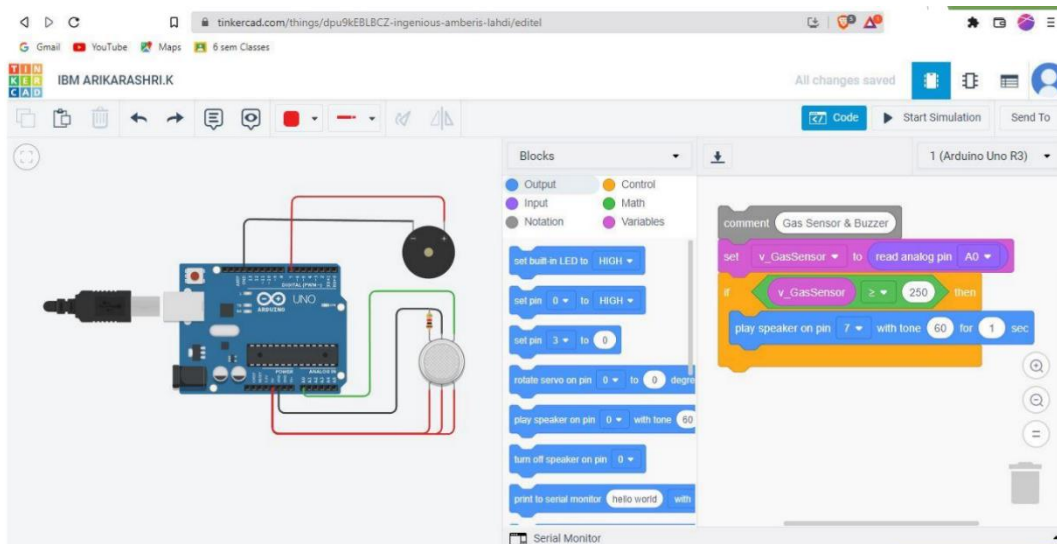 tinkercad.com/things/dpu9kEBLBCZ-ingenious-amberis-lahdi/editel
Gmail YouTube Maps 6 sem Classes
TIN
KER
CAD
IBM ARIKARASHRI.K
All changes saved
Code Start Simulation Send To
Blocks
1 (Arduino Uno R3)
Output Control
Input Math
Notation Variables
set built-in LED to HIGH
set pin 0 to HIGH
set pin 3 to 0
rotate servo on pin 0 to 0 degre
play speaker on pin 0 with tone 60
turn off speaker on pin 0
print to serial monitor hello world with
Serial Monitor
comment Gas Sensor & Buzzer
set v_GasSensor to read analog pin A0
if v_GasSensor ≥ 250 then
play speaker on pin 7 with tone 60 for 1 sec
DIGITAL (PWM~)
UNO
ARDUINO
POWER ANALOG IN